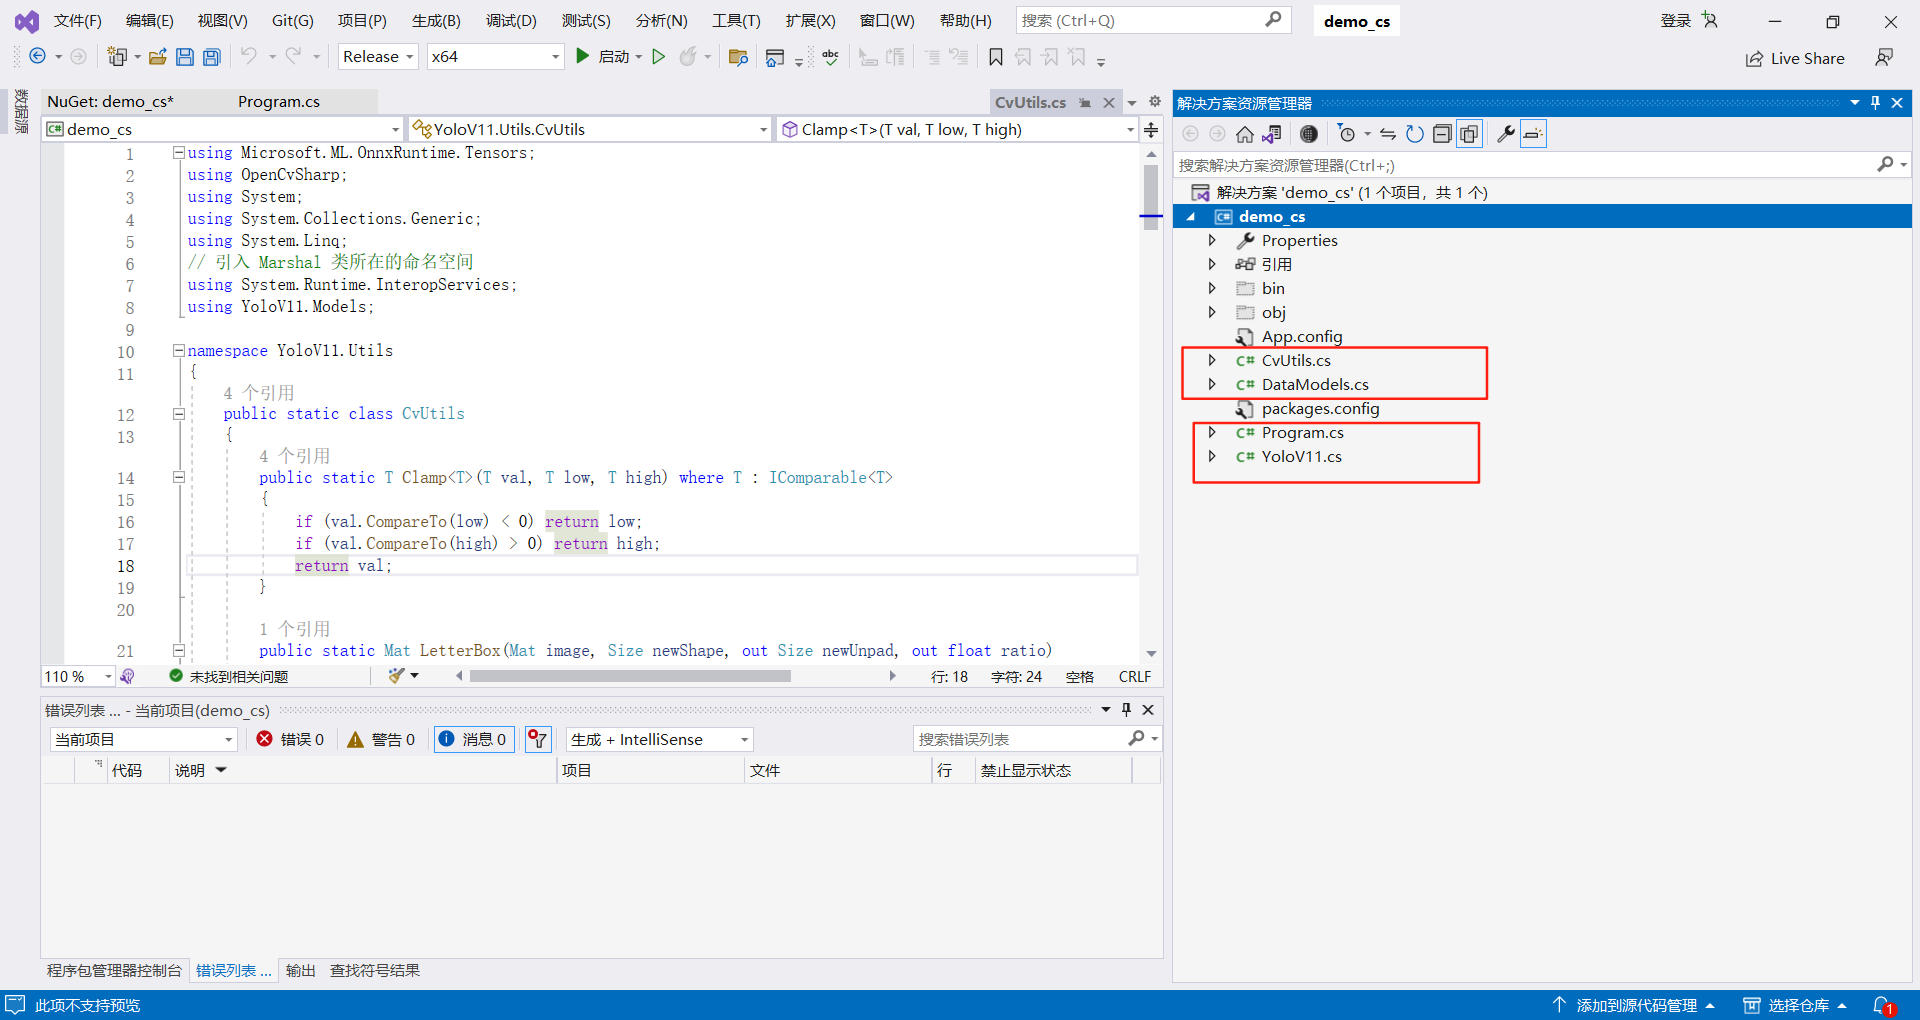 文件(F) 编辑(E) 视图(V) Git(G) 项目(P) 生成(B) 调试(D) 测试(S) 分析(N) 工具(T) 扩展(X) 窗口(W) 帮助(H) 搜索 (Ctrl+Q) demo_cs 登录
Release x64 启动 abc Live Share
数据源
NuGet: demo_cs* Program.cs CvUtils.cs
demo_cs YoloV11.Utils.CvUtils Clamp<T>(T val, T low, T high)
1 using Microsoft.ML.OnnxRuntime.Tensors;
2 using OpenCvSharp;
3 using System;
4 using System.Collections.Generic;
5 using System.Linq;
6 // 引入 Marshal 类所在的命名空间
7 using System.Runtime.InteropServices;
8 using YoloV11.Models;
9
10 namespace YoloV11.Utils
11 {
4 个引用
12 public static class CvUtils
13 {
4 个引用
14 public static T Clamp<T>(T val, T low, T high) where T : IComparable<T>
15 {
16 if (val.CompareTo(low) < 0) return low;
17 if (val.CompareTo(high) > 0) return high;
18 return val;
19 }
20
1 个引用
21 public static Mat LetterBox(Mat image, Size newShape, out Size newUnpad, out float ratio)
110 % 未找到相关问题 行: 18 字符: 24 空格 CRLF
错误列表 ... - 当前项目(demo_cs)
当前项目 错误 0 警告 0 消息 0 生成 + IntelliSense 搜索错误列表
代码 说明 项目 文件 行 禁止显示状态
程序包管理器控制台 错误列表 ... 输出 查找符号结果
解决方案资源管理器
搜索解决方案资源管理器(Ctrl+;)
解决方案 'demo_cs' (1 个项目，共 1 个)
C# demo_cs
Properties
引用
bin
obj
App.config
C# CvUtils.cs
C# DataModels.cs
packages.config
C# Program.cs
C# YoloV11.cs
此项不支持预览 添加到源代码管理 选择仓库 1